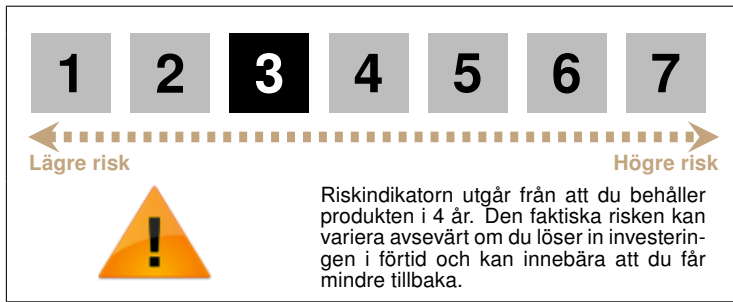 1 2 3 4 5 6 7
Lägre risk Högre risk
!
Riskindikatorn utgår från att du behåller
produkten i 4 år. Den faktiska risken kan
variera avsevärt om du löser in investerin-
gen i förtid och kan innebära att du får
mindre tillbaka.